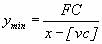 y_min = FC / (x - [vc])